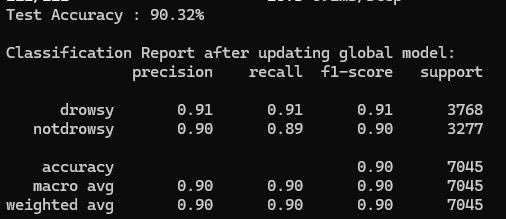 Test Accuracy : 90.32%
Classification Report after updating global model:
precision recall f1-score support
drowsy 0.91 0.91 0.91 3768
notdrowsy 0.90 0.89 0.90 3277
accuracy 0.90 7045
macro avg 0.90 0.90 0.90 7045
weighted avg 0.90 0.90 0.90 7045